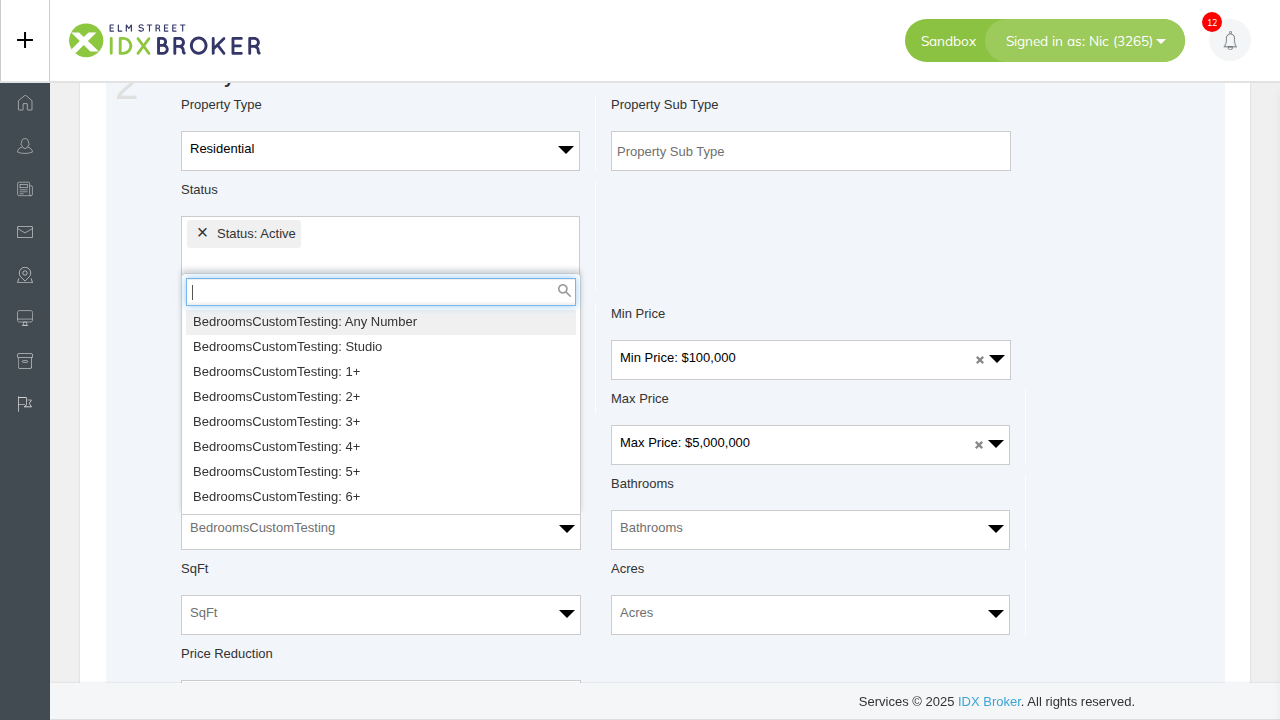 ELM STREET
IDXBROKER
Sandbox
Signed in as: Nic (3265)
12
2
Property Type
Property Sub Type
Residential
Property Sub Type
Status
✕ Status: Active
BedroomsCustomTesting: Any Number
BedroomsCustomTesting: Studio
BedroomsCustomTesting: 1+
BedroomsCustomTesting: 2+
BedroomsCustomTesting: 3+
BedroomsCustomTesting: 4+
BedroomsCustomTesting: 5+
BedroomsCustomTesting: 6+
Min Price
Min Price: $100,000
Max Price
Max Price: $5,000,000
Bathrooms
BedroomsCustomTesting
Bathrooms
SqFt
Acres
SqFt
Acres
Price Reduction
Services © 2025 IDX Broker. All rights reserved.